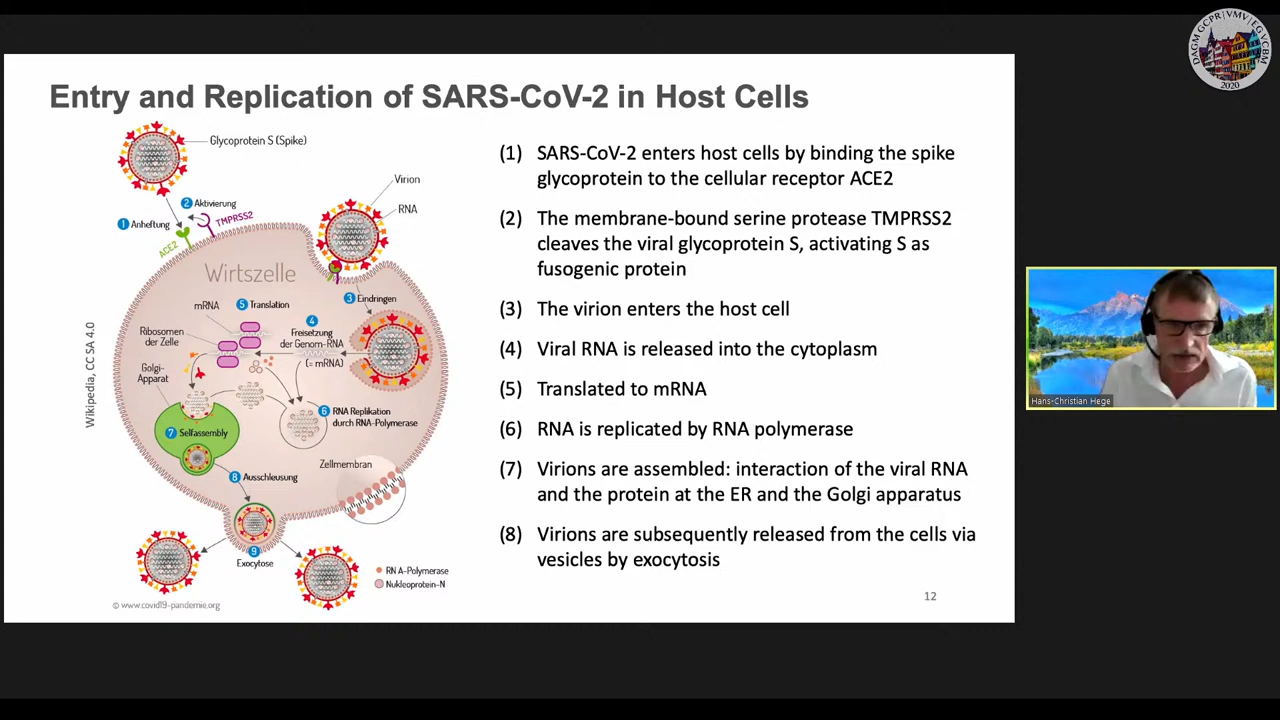 Entry and Replication of SARS-CoV-2 in Host Cells
Glycoprotein S (Spike)
Virion
RNA
2 Aktivierung
TMPRSS2
1 Anheftung
ACE2
Wirtszelle
3 Eindringen
mRNA
5 Translation
4
Freisetzung
der Genom-RNA
(= mRNA)
Ribosomen
der Zelle
Golgi-
Apparat
6 RNA Replikation
durch RNA-Polymerase
7 Selfassembly
Zellmembran
8 Ausschleusung
9
Exocytose
RNA-Polymerase
Nukleoprotein-N
© www.covid19-pandemie.org
Wikipedia, CC SA 4.0
(1) SARS-CoV-2 enters host cells by binding the spike
glycoprotein to the cellular receptor ACE2
(2) The membrane-bound serine protease TMPRSS2
cleaves the viral glycoprotein S, activating S as
fusogenic protein
(3) The virion enters the host cell
(4) Viral RNA is released into the cytoplasm
(5) Translated to mRNA
(6) RNA is replicated by RNA polymerase
(7) Virions are assembled: interaction of the viral RNA
and the protein at the ER and the Golgi apparatus
(8) Virions are subsequently released from the cells via
vesicles by exocytosis
12
DAGM GCPR | VMV | EG VCBM
2020
Hans-Christian Hege